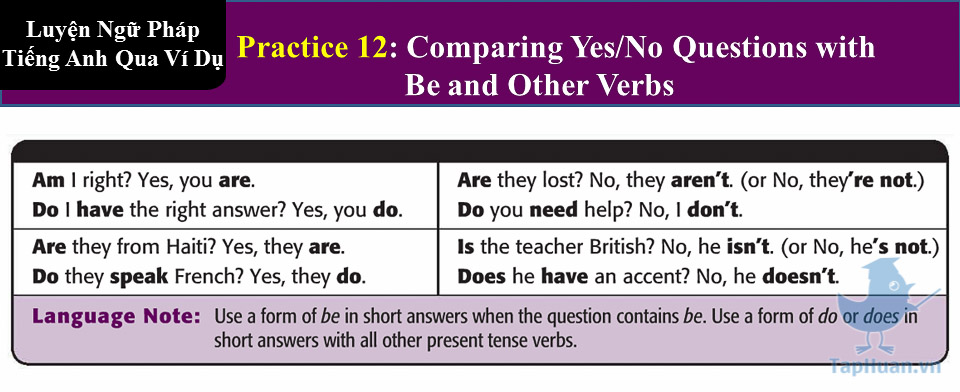 Luyện Ngữ Pháp
Tiếng Anh Qua Ví Dụ
Practice 12: Comparing Yes/No Questions with
Be and Other Verbs
Am I right? Yes, you are.
Do I have the right answer? Yes, you do.
Are they lost? No, they aren't. (or No, they're not.)
Do you need help? No, I don't.
Are they from Haiti? Yes, they are.
Do they speak French? Yes, they do.
Is the teacher British? No, he isn't. (or No, he's not.)
Does he have an accent? No, he doesn't.
Language Note: Use a form of be in short answers when the question contains be. Use a form of do or does in
short answers with all other present tense verbs.
TapHuan.vn